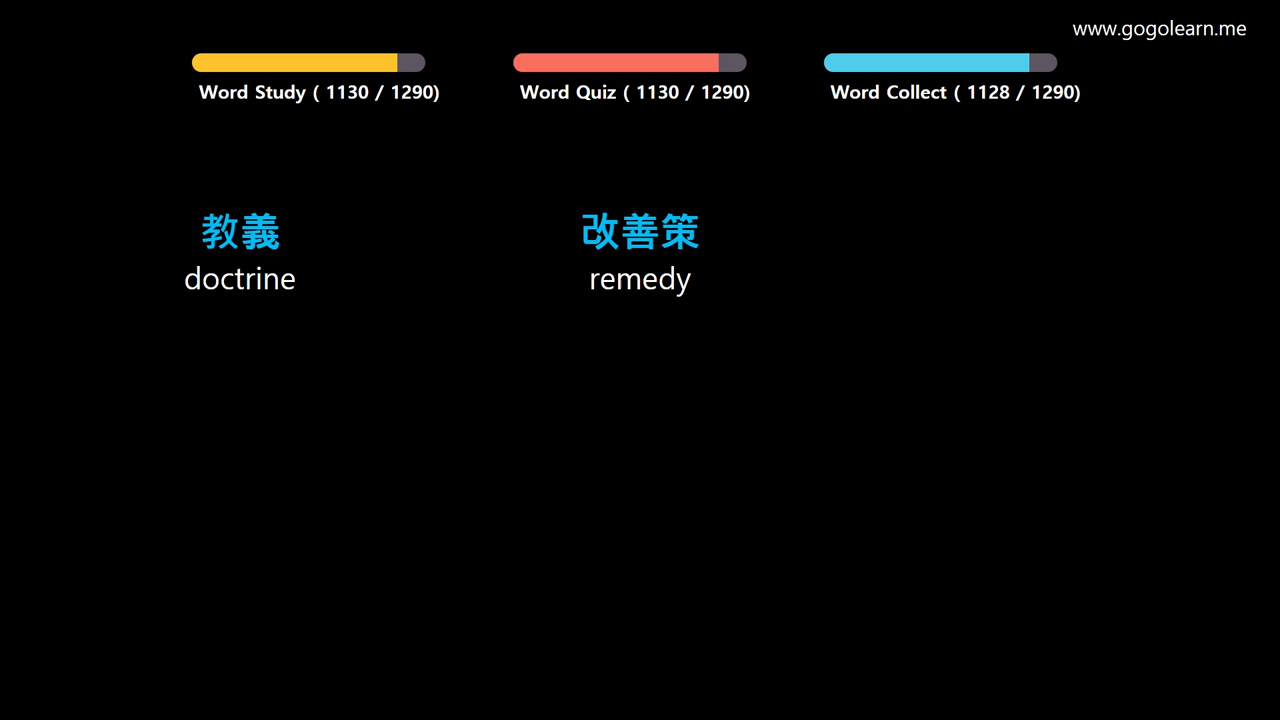 www.gogolearn.me
Word Study ( 1130 / 1290)
Word Quiz ( 1130 / 1290)
Word Collect ( 1128 / 1290)
教義
doctrine
改善策
remedy